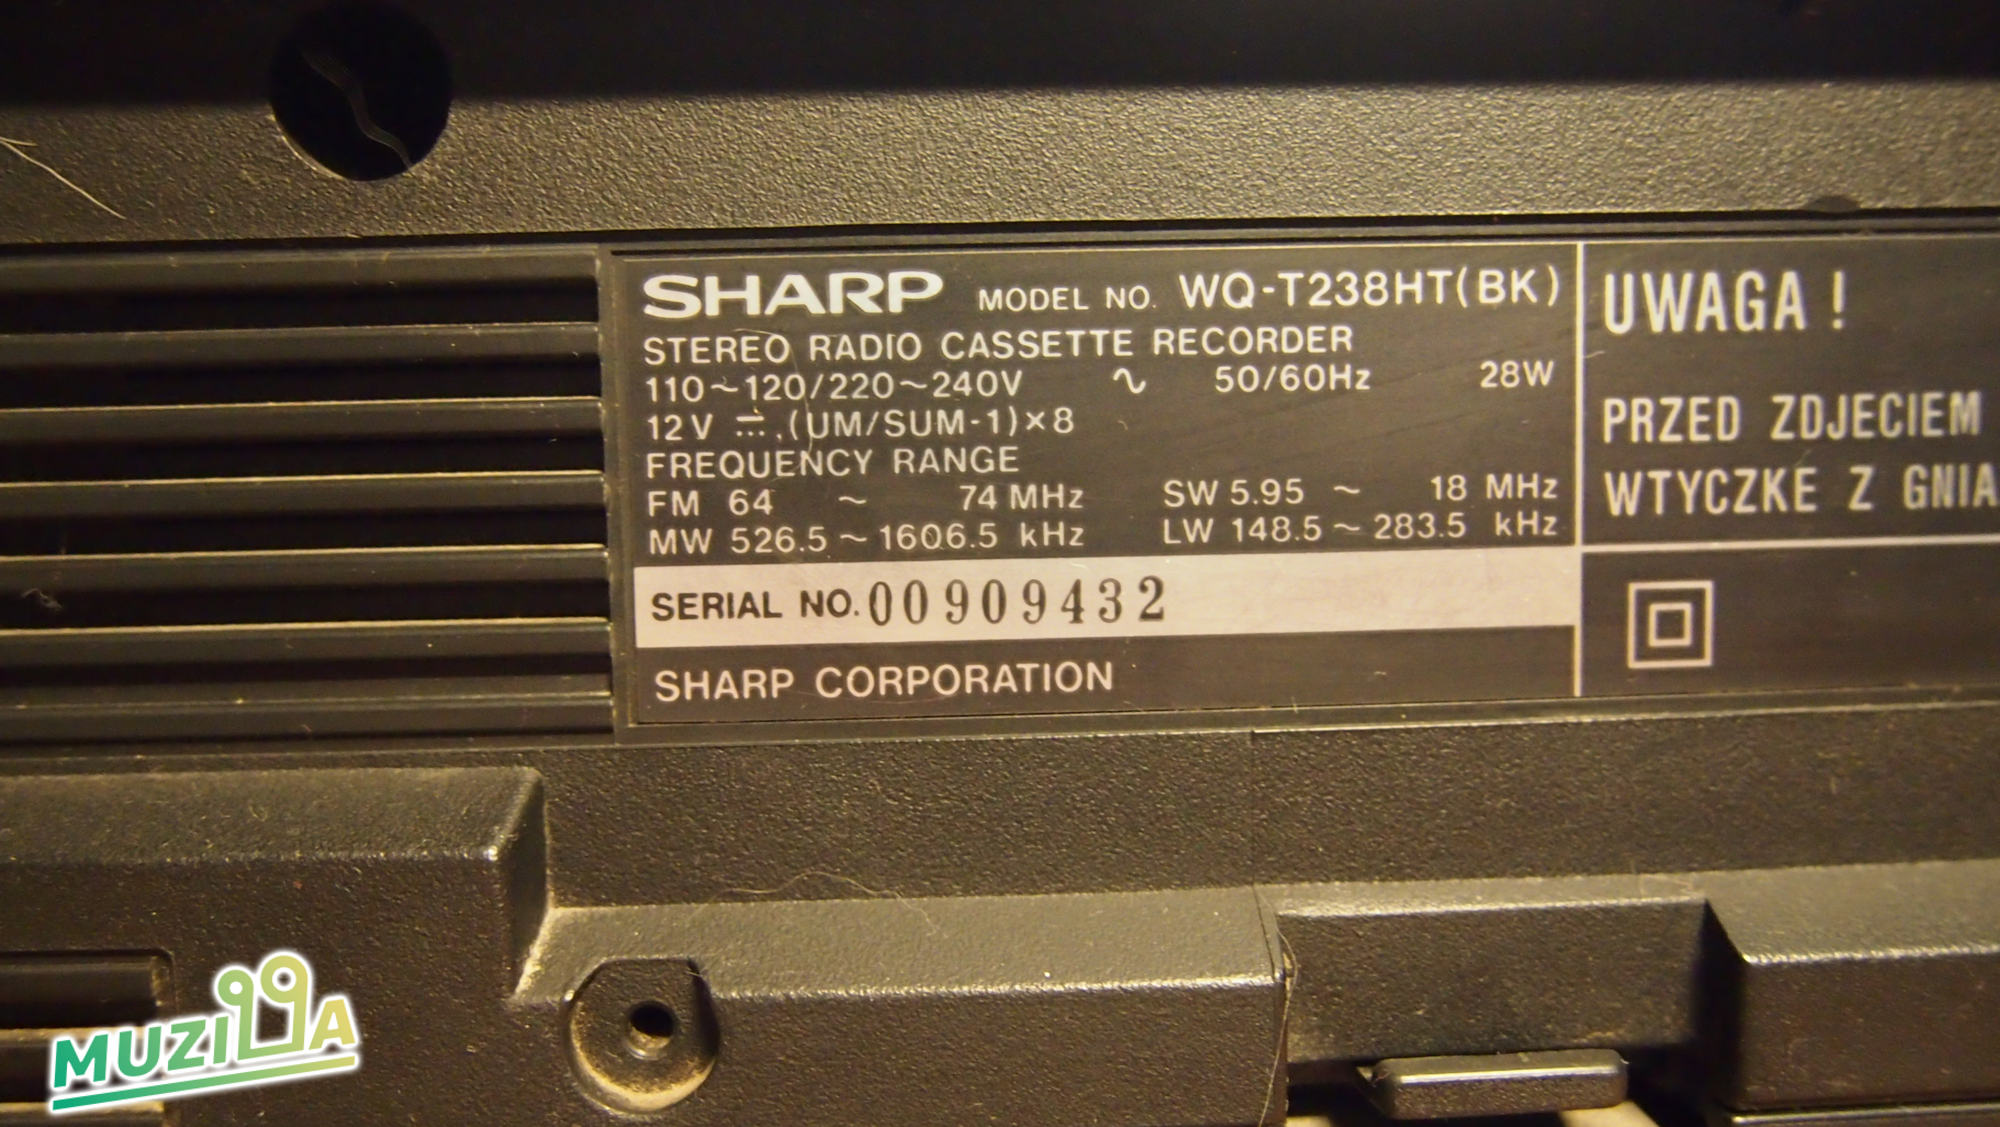 SHARP MODEL NO. WQ-T238HT(BK)
STEREO RADIO CASSETTE RECORDER
110~120/220~240V ∿ 50/60Hz 28W
12V ⎓ .(UM/SUM-1)×8
FREQUENCY RANGE
FM 64 ~ 74 MHz SW 5.95 ~ 18 MHz
MW 526.5 ~ 1606.5 kHz LW 148.5 ~ 283.5 kHz
SERIAL NO. 00909432
SHARP CORPORATION
UWAGA !
PRZED ZDJECIEM
WTYCZKE Z GNIA
MUZILLA